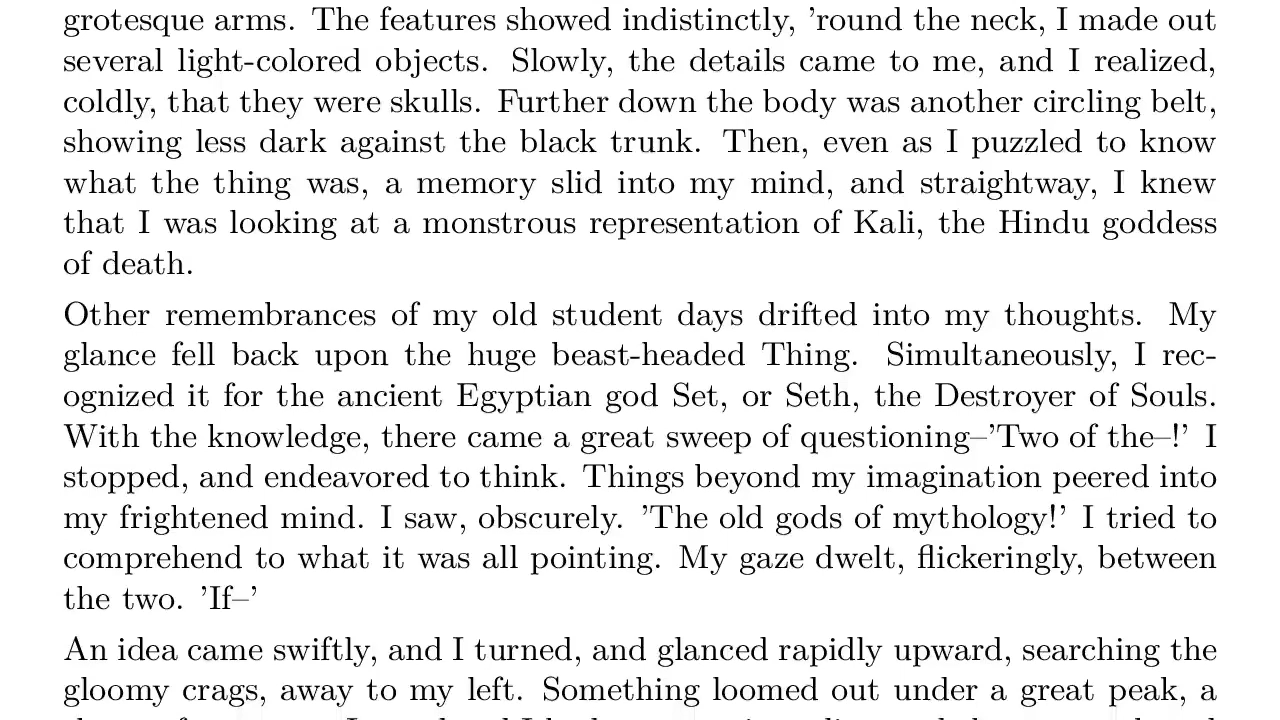 grotesque arms. The features showed indistinctly, ’round the neck, I made out
several light-colored objects. Slowly, the details came to me, and I realized,
coldly, that they were skulls. Further down the body was another circling belt,
showing less dark against the black trunk. Then, even as I puzzled to know
what the thing was, a memory slid into my mind, and straightway, I knew
that I was looking at a monstrous representation of Kali, the Hindu goddess
of death.
Other remembrances of my old student days drifted into my thoughts. My
glance fell back upon the huge beast-headed Thing. Simultaneously, I rec-
ognized it for the ancient Egyptian god Set, or Seth, the Destroyer of Souls.
With the knowledge, there came a great sweep of questioning–’Two of the–!’ I
stopped, and endeavored to think. Things beyond my imagination peered into
my frightened mind. I saw, obscurely. ’The old gods of mythology!’ I tried to
comprehend to what it was all pointing. My gaze dwelt, flickeringly, between
the two. ’If–’
An idea came swiftly, and I turned, and glanced rapidly upward, searching the
gloomy crags, away to my left. Something loomed out under a great peak, a